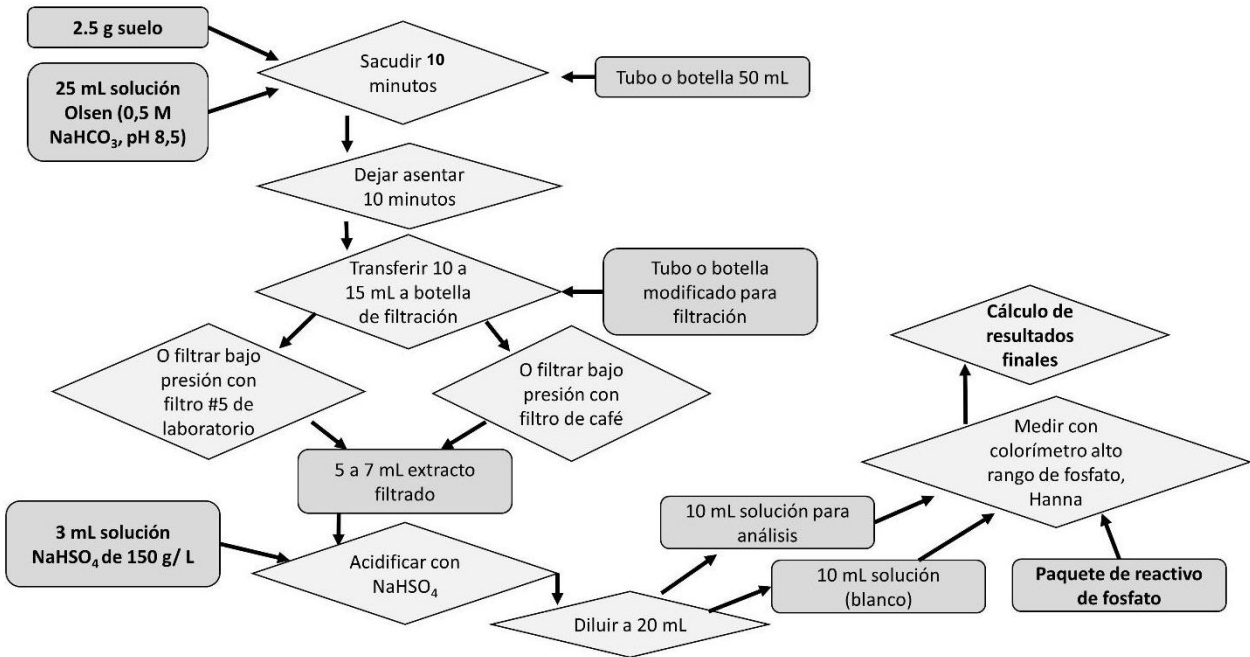 2.5 g suelo
Sacudir 10
minutos
Tubo o botella 50 mL
25 mL solución
Olsen (0,5 M
NaHCO₃, pH 8,5)
Dejar asentar
10 minutos
Transferir 10 a
15 mL a botella
de filtración
Tubo o botella
modificado para
filtración
O filtrar bajo
presión con
filtro #5 de
laboratorio
O filtrar bajo
presión con
filtro de café
5 a 7 mL extracto
filtrado
3 mL solución
NaHSO₄ de 150 g/ L
Acidificar con
NaHSO₄
Diluir a 20 mL
10 mL solución para
análisis
10 mL solución
(blanco)
Paquete de reactivo
de fosfato
Medir con
colorímetro alto
rango de fosfato,
Hanna
Cálculo de
resultados
finales